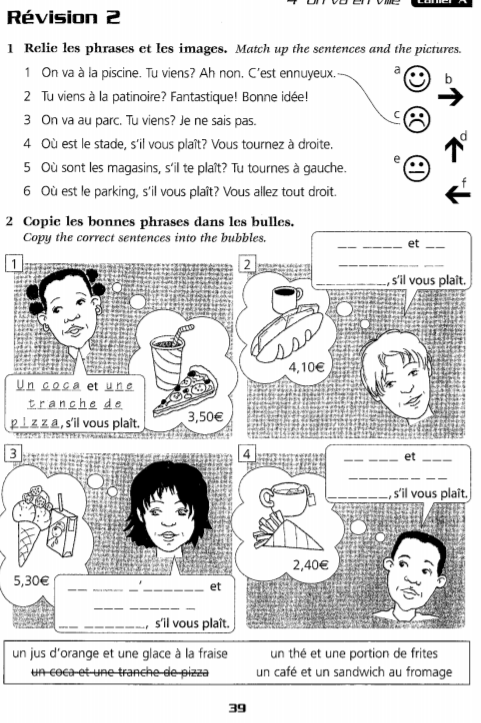 4 On va en ville Cahier A
Révision 2
1 Relie les phrases et les images. Match up the sentences and the pictures.
1 On va à la piscine. Tu viens? Ah non. C'est ennuyeux.
2 Tu viens à la patinoire? Fantastique! Bonne idée!
3 On va au parc. Tu viens? Je ne sais pas.
4 Où est le stade, s'il vous plaît? Vous tournez à droite.
5 Où sont les magasins, s'il te plaît? Tu tournes à gauche.
6 Où est le parking, s'il vous plaît? Vous allez tout droit.
a
b
c
d
e
f
2 Copie les bonnes phrases dans les bulles.
Copy the correct sentences into the bubbles.
1
Un coca et une
tranche de
pizza, s'il vous plaît.
3,50€
2
et
, s'il vous plaît.
4,10€
3
5,30€
' et
, s'il vous plaît.
4
et
, s'il vous plaît.
2,40€
un jus d'orange et une glace à la fraise
un thé et une portion de frites
un coca et une tranche de pizza
un café et un sandwich au fromage
39